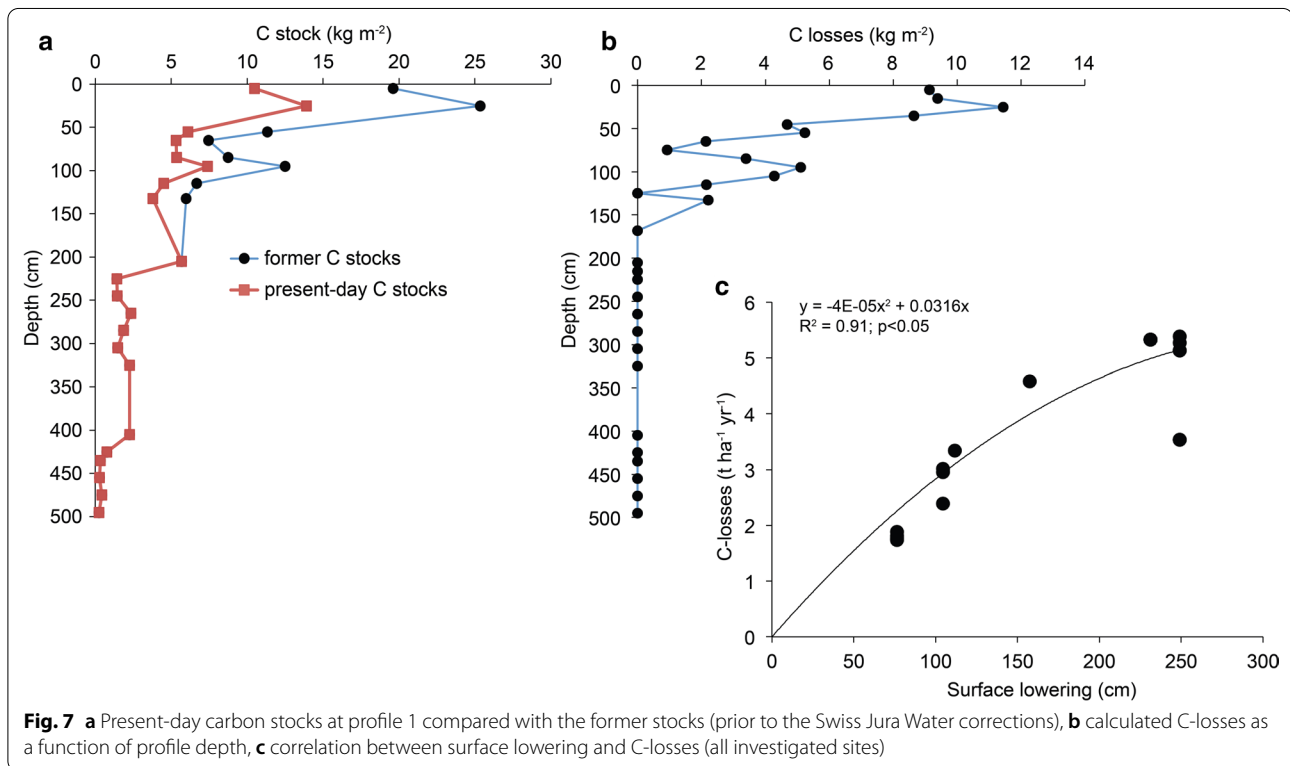 a
C stock (kg m⁻²)
0 5 10 15 20 25 30
0
50
100
150
200
250
300
350
400
450
500
Depth (cm)
former C stocks
present-day C stocks
b
C losses (kg m⁻²)
0 2 4 6 8 10 12 14
0
50
100
150
200
250
300
350
400
450
500
Depth (cm)
c
y = -4E-05x² + 0.0316x
R² = 0.91; p<0.05
6
5
4
3
2
1
0
C-losses (t ha⁻¹ yr⁻¹)
0 50 100 150 200 250 300
Surface lowering (cm)
Fig. 7 a Present-day carbon stocks at profile 1 compared with the former stocks (prior to the Swiss Jura Water corrections), b calculated C-losses as
a function of profile depth, c correlation between surface lowering and C-losses (all investigated sites)